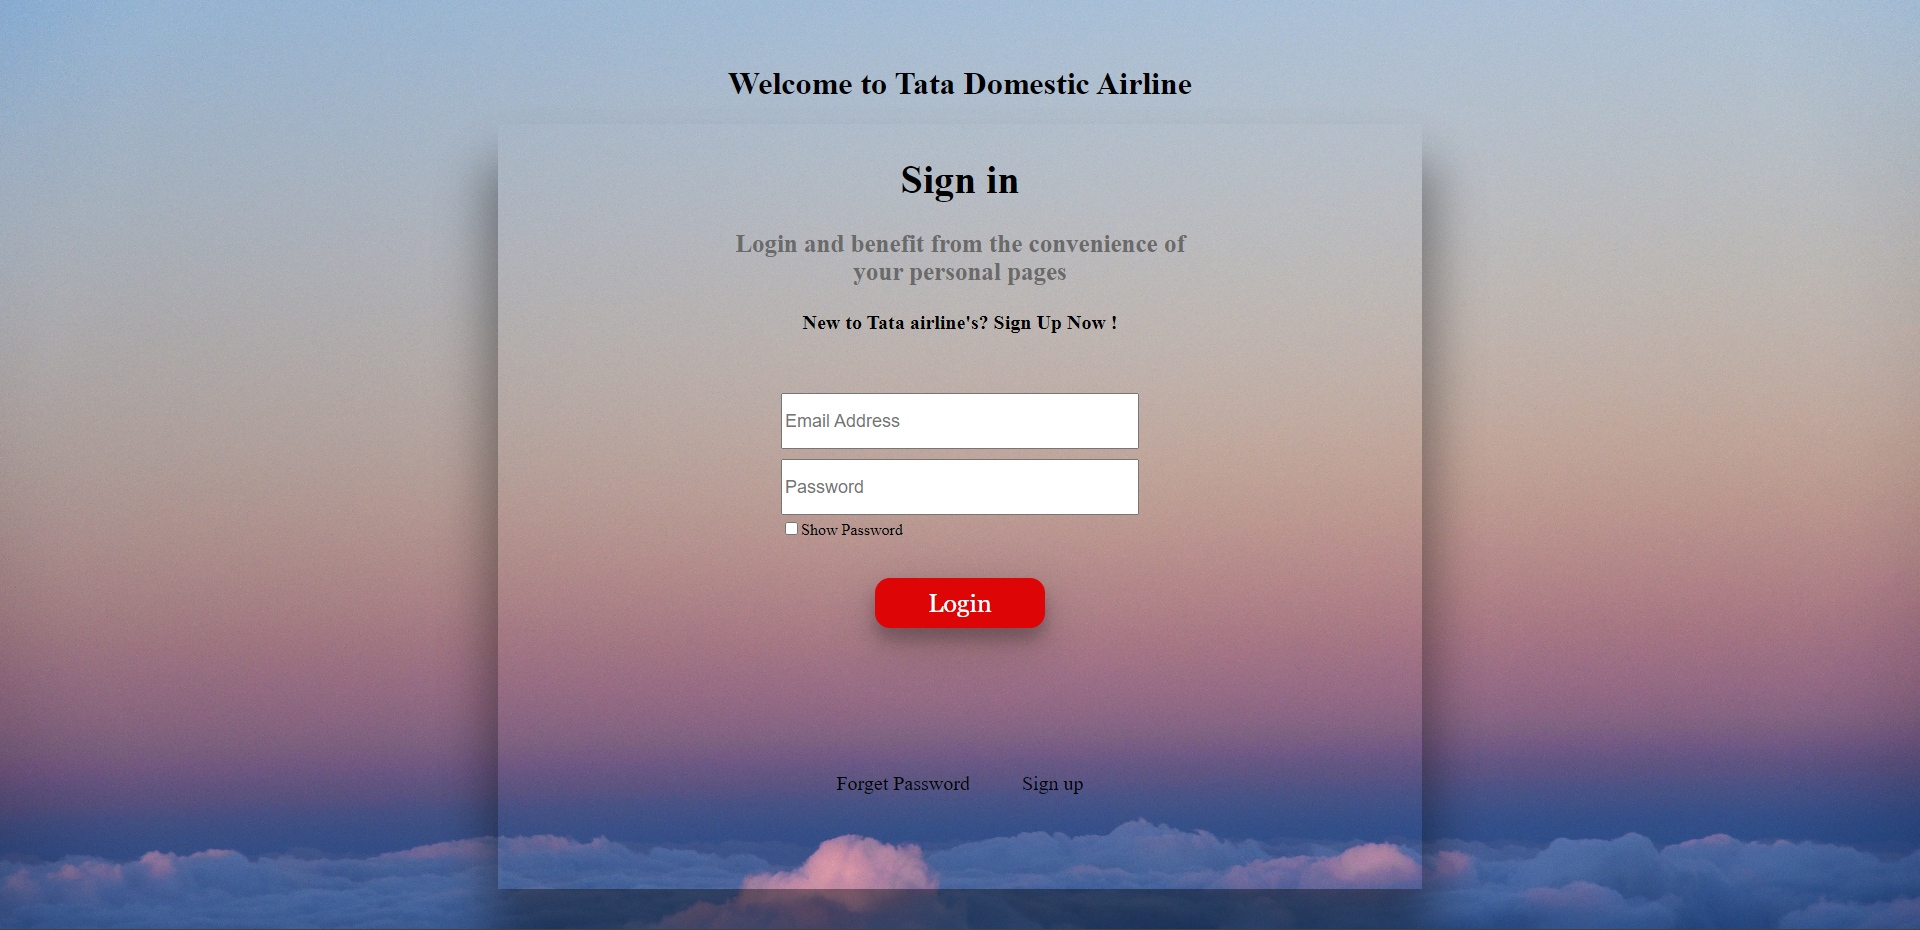 Welcome to Tata Domestic Airline
Sign in
Login and benefit from the convenience of
your personal pages
New to Tata airline's? Sign Up Now !
Email Address
Password
Show Password
Login
Forget Password Sign up